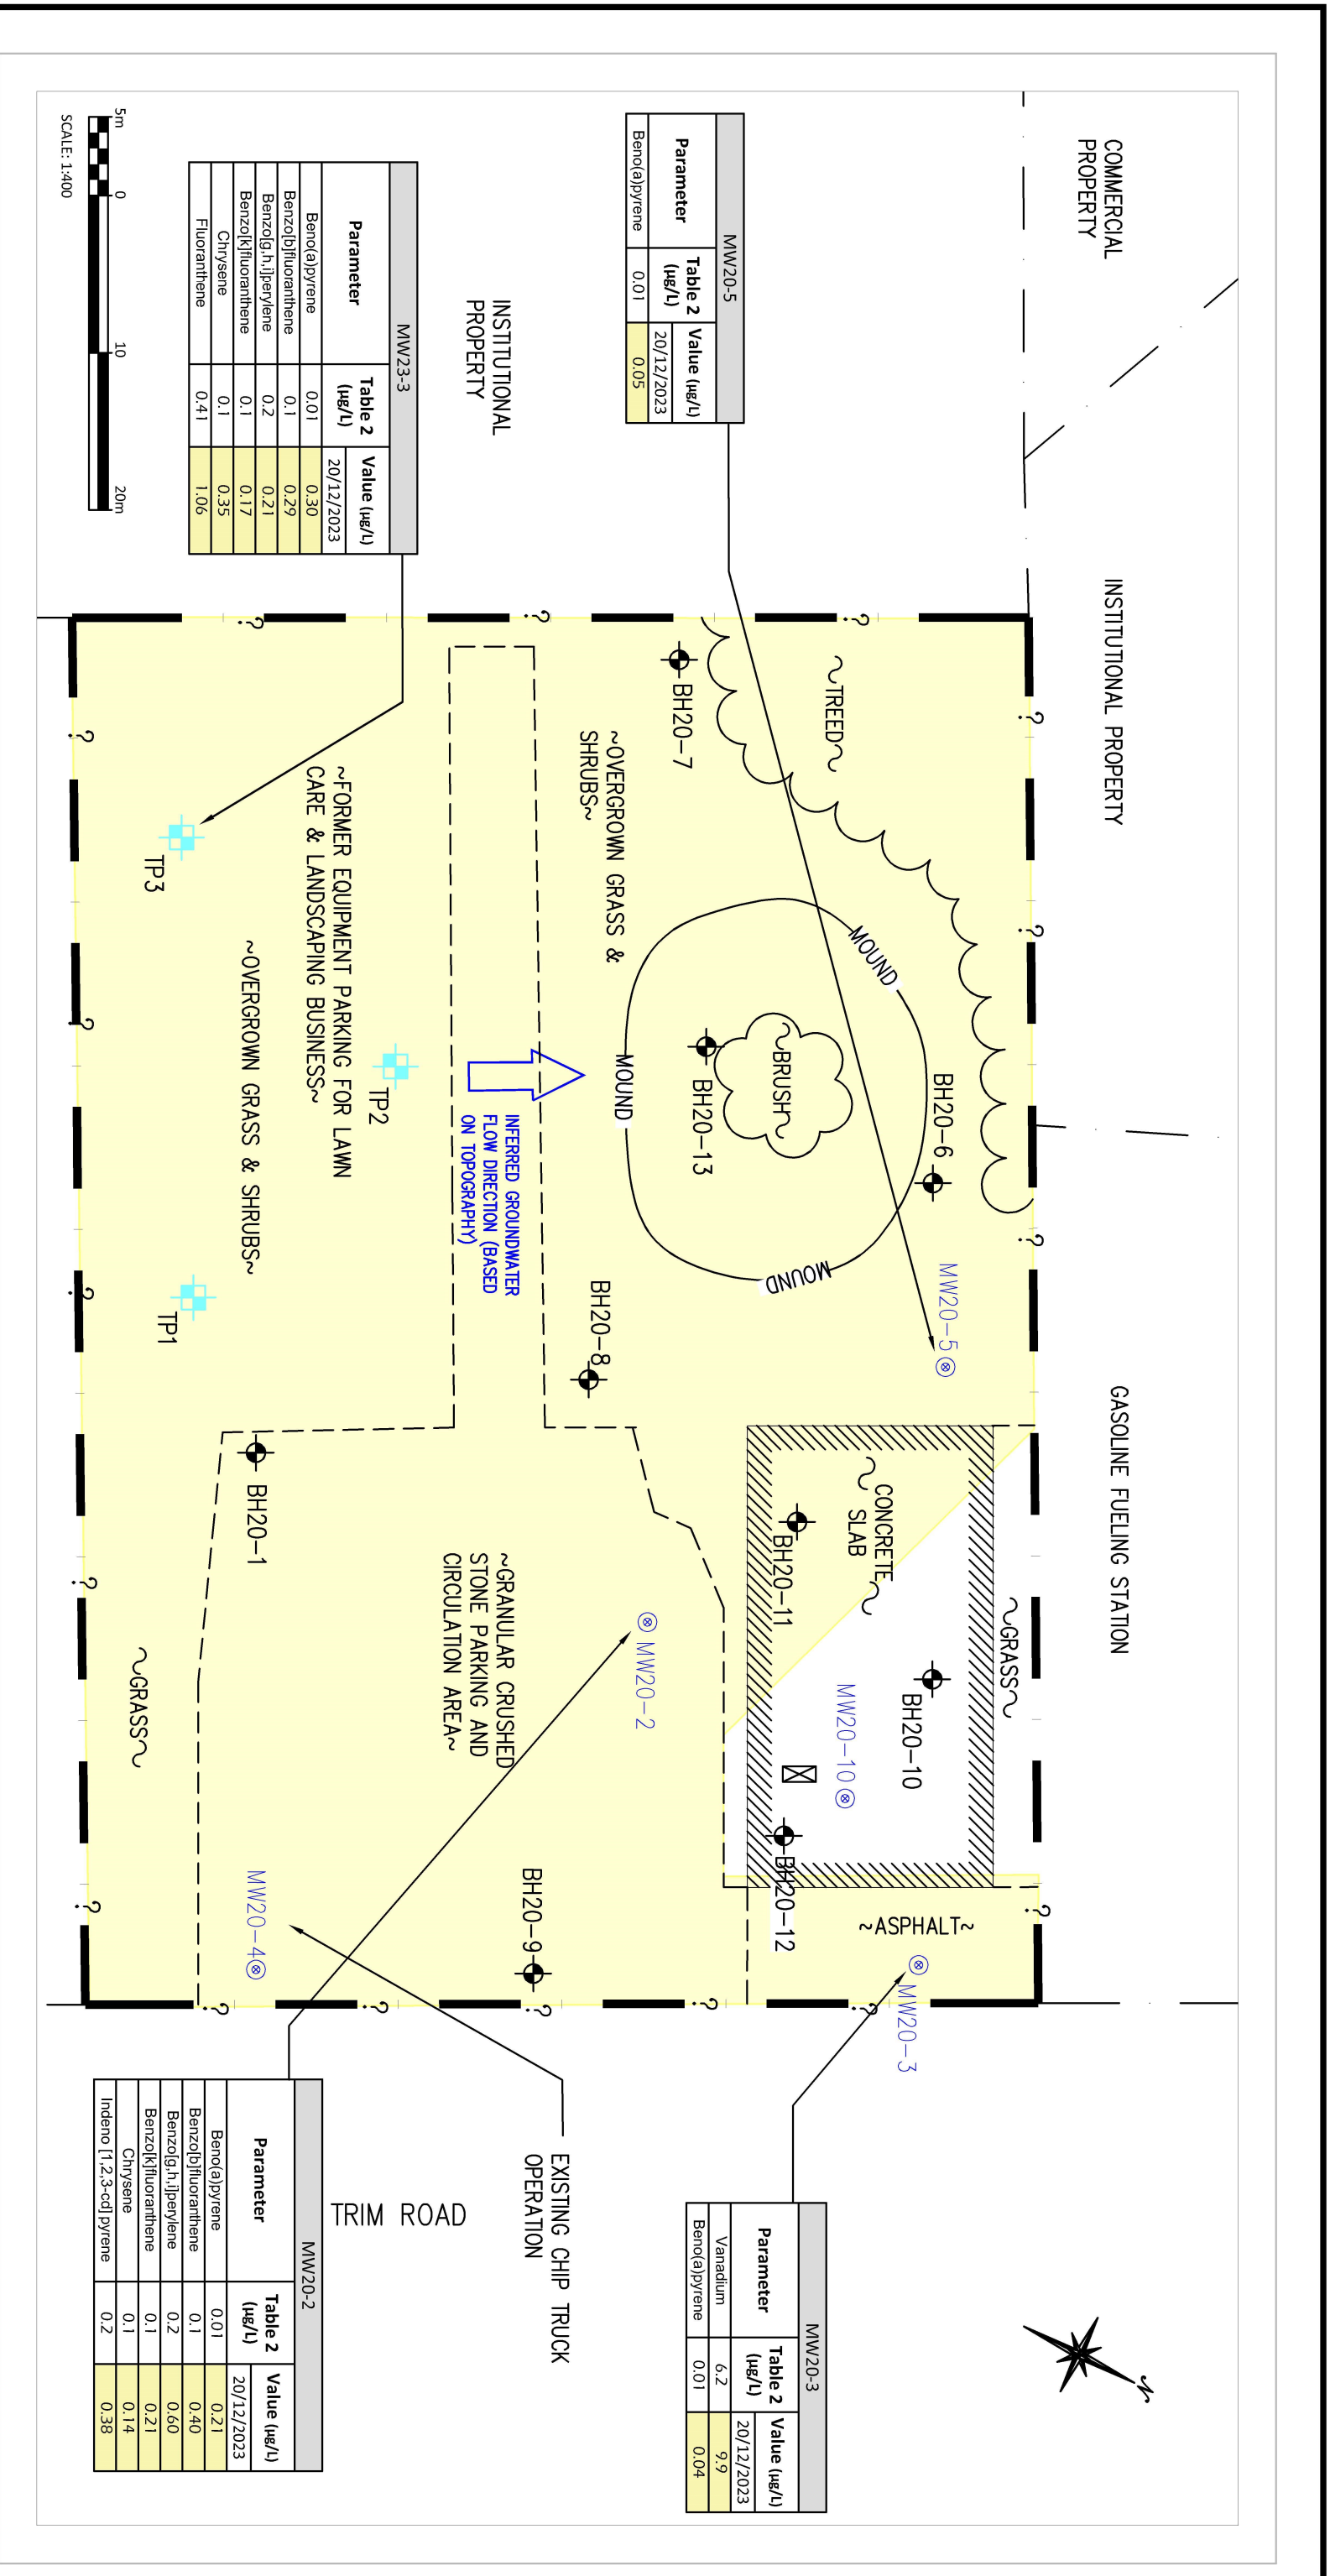 COMMERCIAL
PROPERTY
INSTITUTIONAL PROPERTY
GASOLINE FUELING STATION
N
MW20-5
Parameter
Table 2
(µg/L)
Value (µg/L)
20/12/2023
Beno(a)pyrene 0.01 0.05
INSTITUTIONAL
PROPERTY
MW23-3
Parameter
Table 2
(µg/L)
Value (µg/L)
20/12/2023
Beno(a)pyrene 0.01 0.30
Benzo[b]fluoranthene 0.1 0.29
Benzo[g,h,i]perylene 0.2 0.21
Benzo[k]fluoranthene 0.1 0.17
Chrysene 0.1 0.35
Fluoranthene 0.41 1.06
5m 0 10 20m
SCALE: 1:400
? ? ? ? ?
~TREED~
MOUND
BH20-6
MW20-5
~GRASS~
CONCRETE
SLAB
BH20-10
MW20-10
~ASPHALT~
MW20-3
BH20-7
~BRUSH~
BH20-13
MOUND
MOUND
BH20-11
BH20-12
~OVERGROWN GRASS &
SHRUBS~
BH20-8
MW20-2
INFERRED GROUNDWATER
FLOW DIRECTION (BASED
ON TOPOGRAPHY)
~GRANULAR CRUSHED
STONE PARKING AND
CIRCULATION AREA~
BH20-9
TP2
~FORMER EQUIPMENT PARKING FOR LAWN
CARE & LANDSCAPING BUSINESS~
~OVERGROWN GRASS & SHRUBS~
BH20-1
MW20-4
TP3
TP1
~GRASS~
? ? ?
? ? ? ? ?
? ? ? ? ?
MW20-3
Parameter
Table 2
(µg/L)
Value (µg/L)
20/12/2023
Vanadium 6.2 9.9
Beno(a)pyrene 0.01 0.04
EXISTING CHIP TRUCK
OPERATION
TRIM ROAD
MW20-2
Parameter
Table 2
(µg/L)
Value (µg/L)
20/12/2023
Beno(a)pyrene 0.01 0.21
Benzo[b]fluoranthene 0.1 0.40
Benzo[g,h,i]perylene 0.2 0.60
Benzo[k]fluoranthene 0.1 0.21
Chrysene 0.1 0.14
Indeno [1,2,3-cd] pyrene 0.2 0.38